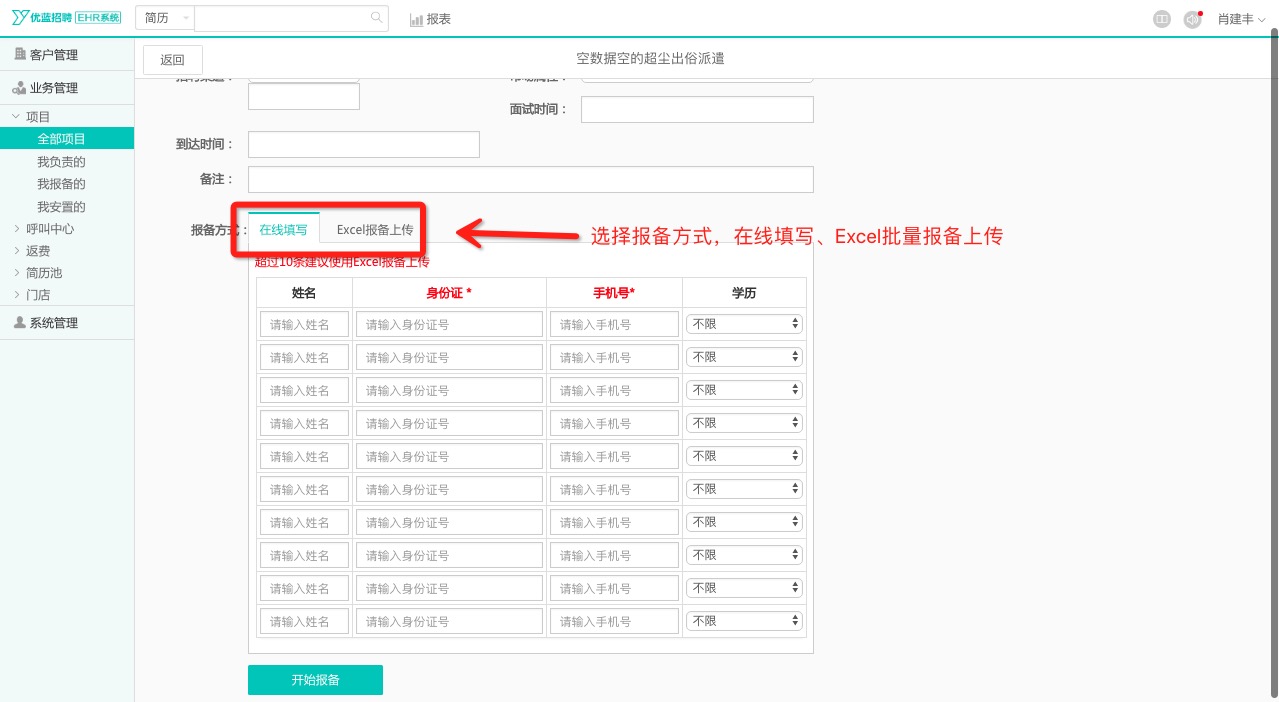 优蓝招聘 EHR系统 简历 报表 肖建丰
客户管理
返回 空数据空的超尘出俗派遣
业务管理
项目
面试时间：
全部项目
到达时间：
我负责的
我报备的
备注：
我安置的
呼叫中心
报备方式： 在线填写 Excel报备上传 选择报备方式，在线填写、Excel批量报备上传
返费
超过10条建议使用Excel报备上传
简历池
门店
姓名 身份证 * 手机号* 学历
系统管理
请输入姓名 请输入身份证号 请输入手机号 不限
请输入姓名 请输入身份证号 请输入手机号 不限
请输入姓名 请输入身份证号 请输入手机号 不限
请输入姓名 请输入身份证号 请输入手机号 不限
请输入姓名 请输入身份证号 请输入手机号 不限
请输入姓名 请输入身份证号 请输入手机号 不限
请输入姓名 请输入身份证号 请输入手机号 不限
请输入姓名 请输入身份证号 请输入手机号 不限
请输入姓名 请输入身份证号 请输入手机号 不限
请输入姓名 请输入身份证号 请输入手机号 不限
开始报备